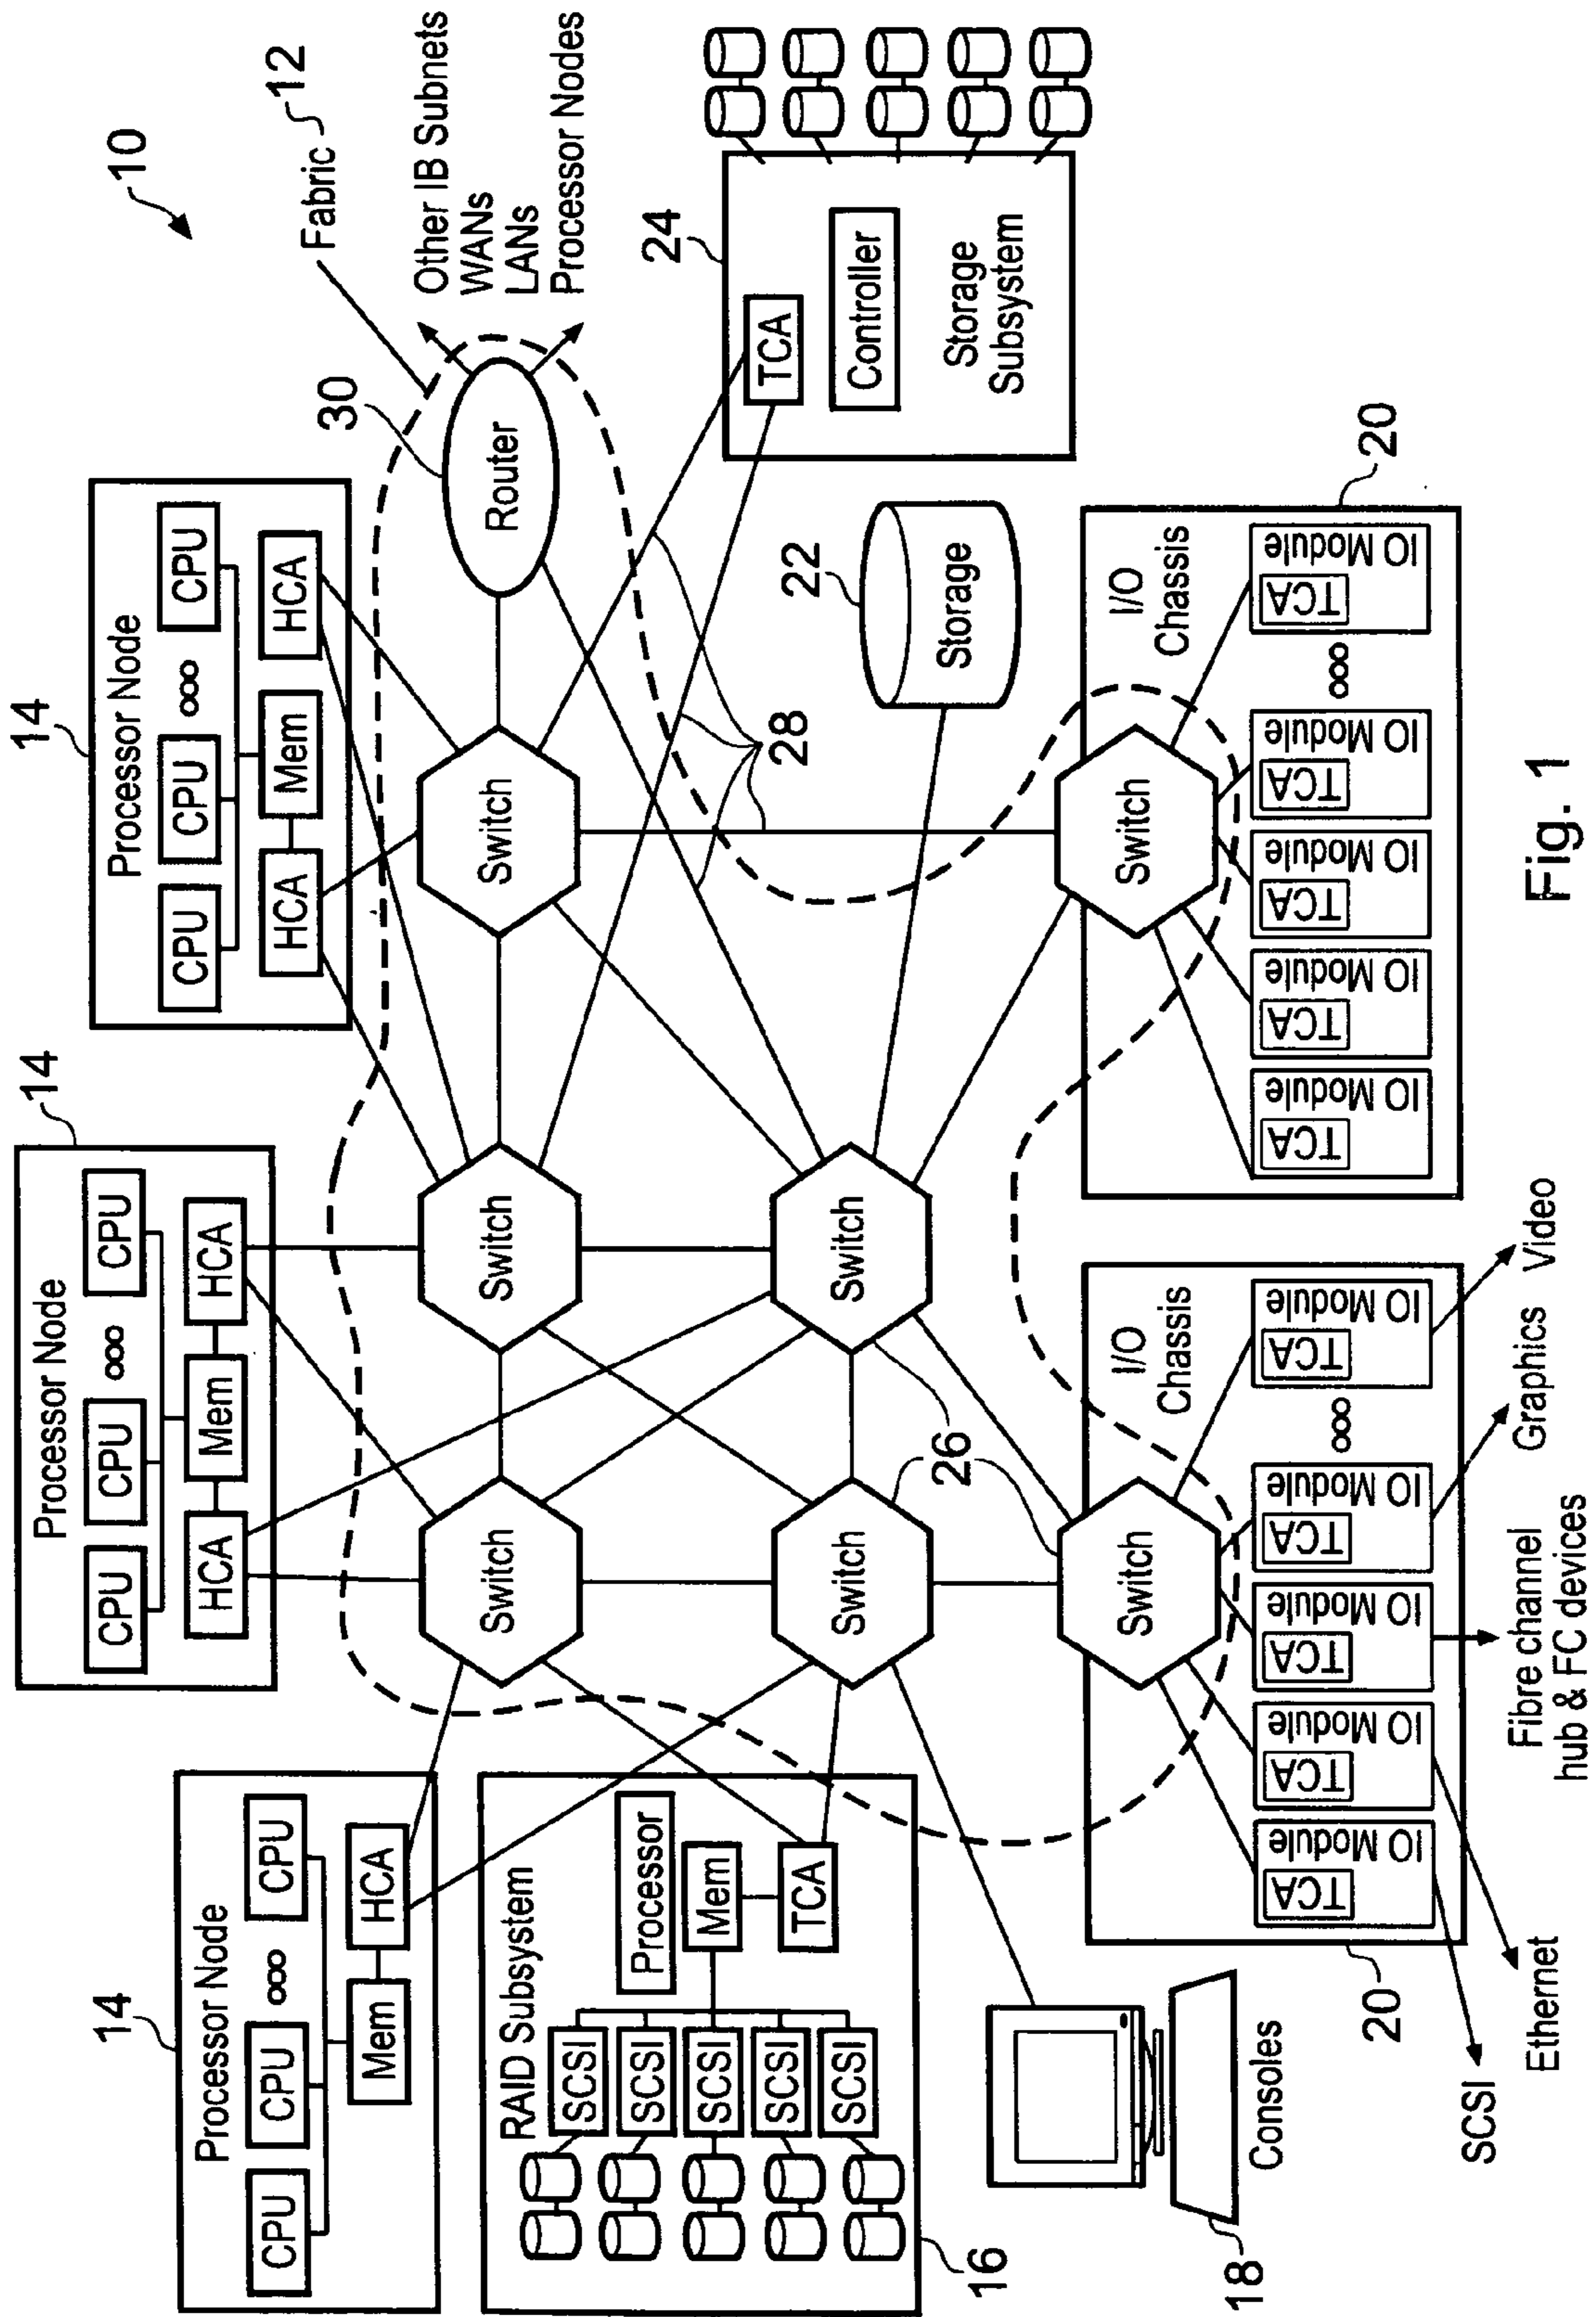 10
Fabric 12
Other IB Subnets
WANs
LANs
Processor Nodes
14
Processor Node
CPU
CPU
CPU
HCA
Mem
14
Processor Node
CPU
CPU
CPU
HCA
Mem
HCA
14
Processor Node
CPU
CPU
CPU
HCA
Mem
HCA
30
Router
Switch
Switch
Switch
RAID Subsystem
Processor
SCSI
SCSI
SCSI
SCSI
SCSI
Mem
TCA
16
28
24
TCA
Controller
Storage
Subsystem
Switch
Switch
26
22
Storage
Consoles
18
Switch
I/O
Chassis
TCA
IO Module
TCA
IO Module
TCA
IO Module
TCA
IO Module
TCA
IO Module
20
SCSI
Ethernet
Fibre channel
hub & FC devices
Graphics
Video
Switch
I/O
Chassis
TCA
IO Module
TCA
IO Module
TCA
IO Module
TCA
IO Module
TCA
IO Module
20
Fig. 1